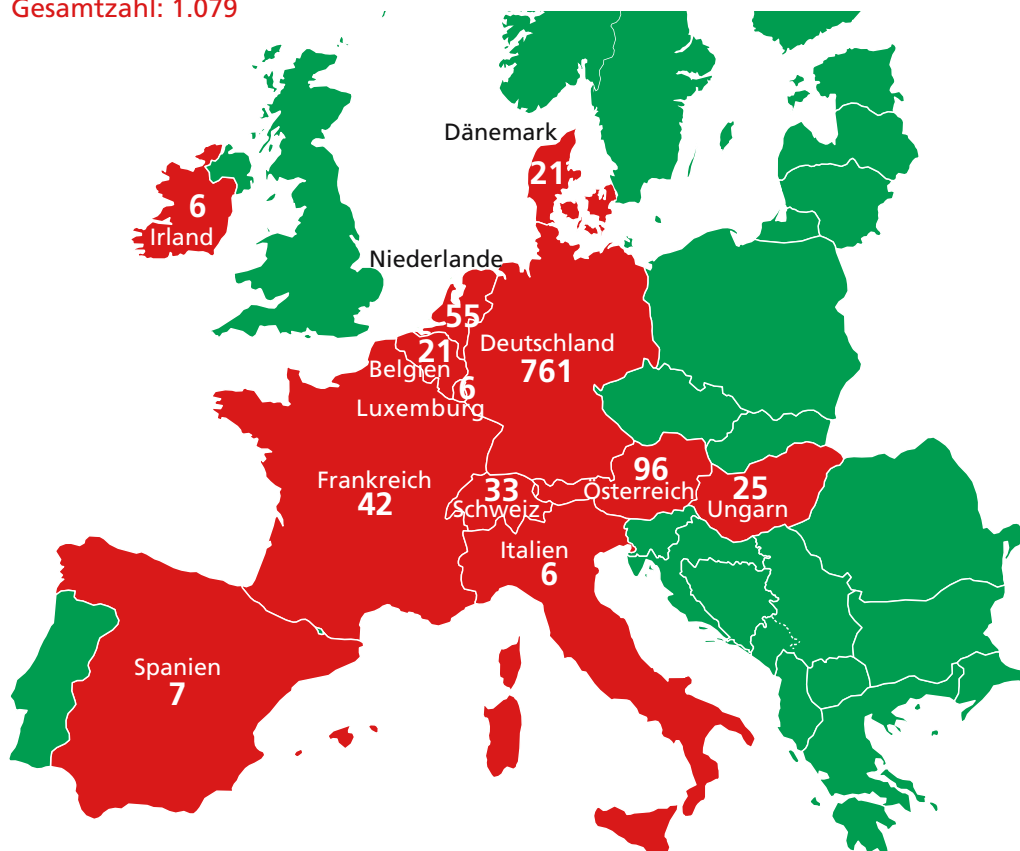 Gesamtzahl: 1.079
Dänemark
21
6
Irland
Niederlande
55
21
Belgien
Deutschland
761
6
Luxemburg
Frankreich
42
33
Schweiz
96
Österreich
25
Ungarn
Italien
6
Spanien
7